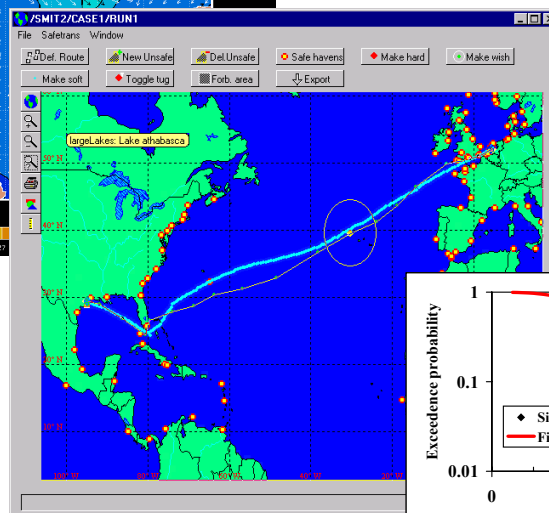 /SMIT2/CASE1/RUN1
File Safetrans Window
Def. Route New Unsafe Del.Unsafe Safe havens Make hard Make wish
Make soft Toggle tug Forb. area Export
largeLakes: Lake athabasca
50° N
40° N
30° N
20° N
10° N
100° W 80° W 60° W 40° W 20°
27
Exceedence probability
1
0.1
0.01
0